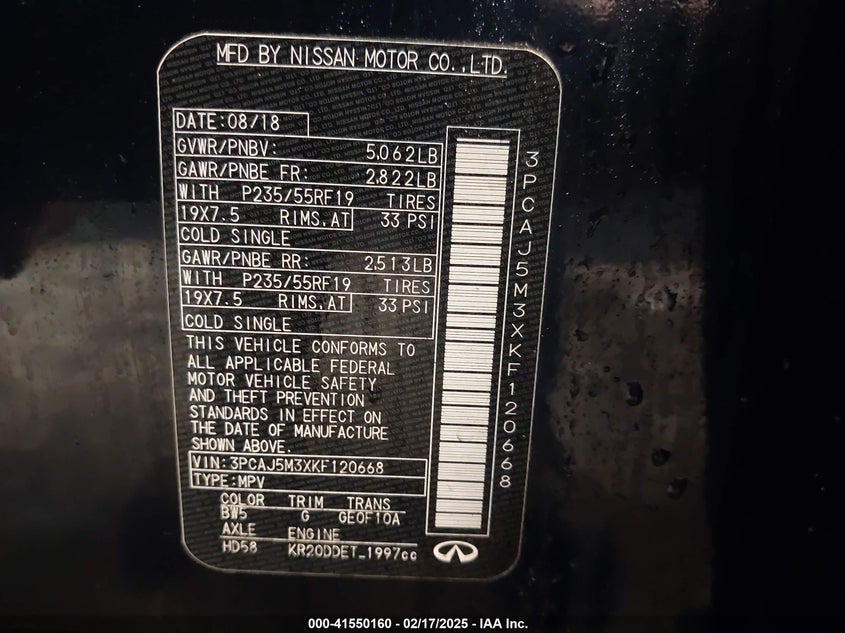 MFD BY NISSAN MOTOR CO.,LTD.
DATE:08/18
GVWR/PNBV: 5,062LB
GAWR/PNBE FR: 2,822LB
WITH P235/55RF19 TIRES
19X7.5 RIMS,AT 33 PSI
COLD SINGLE
GAWR/PNBE RR: 2,513LB
WITH P235/55RF19 TIRES
19X7.5 RIMS,AT 33 PSI
COLD SINGLE
THIS VEHICLE CONFORMS TO
ALL APPLICABLE FEDERAL
MOTOR VEHICLE SAFETY
AND THEFT PREVENTION
STANDARDS IN EFFECT ON
THE DATE OF MANUFACTURE
SHOWN ABOVE.
VIN:3PCAJ5M3XKF120668
TYPE:MPV
COLOR TRIM TRANS
BW5 G GE0F10A
AXLE ENGINE
HD58 KR20DDET_1997cc
3PCAJ5M3XKF120668
000-41550160 - 02/17/2025 - IAA Inc.